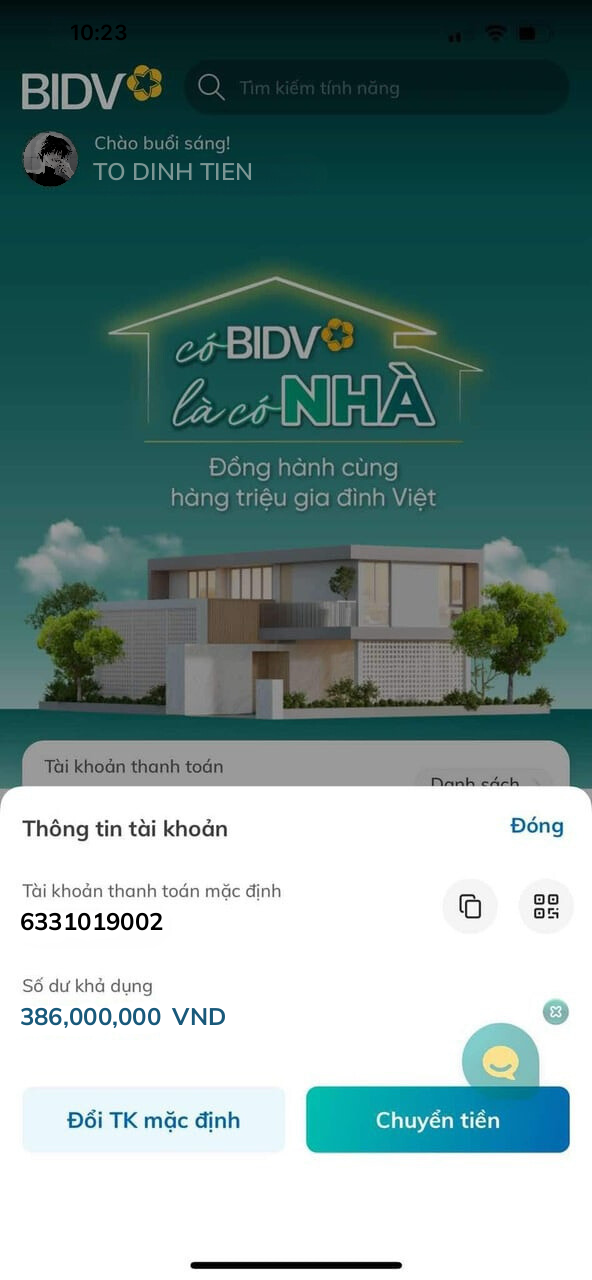 10:23
BIDV
Tìm kiếm tính năng
Chào buổi sáng!
TO DINH TIEN
có BIDV
là có NHÀ
Đồng hành cùng
hàng triệu gia đình Việt
Tài khoản thanh toán
Danh sách
Thông tin tài khoản
Đóng
Tài khoản thanh toán mặc định
6331019002
Số dư khả dụng
386,000,000 VND
Đổi TK mặc định
Chuyển tiền